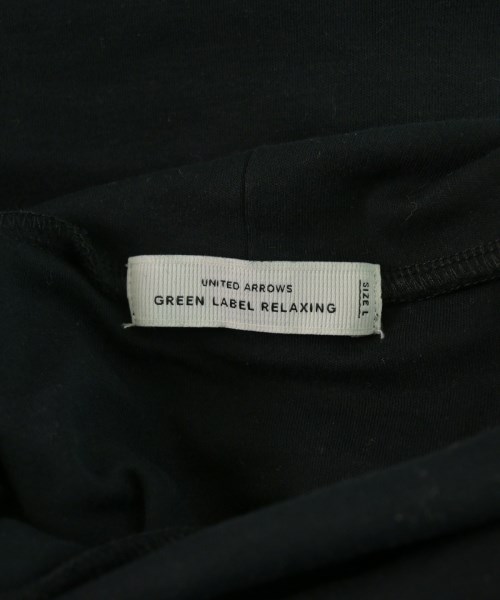 UNITED ARROWS
GREEN LABEL RELAXING
SIZE L